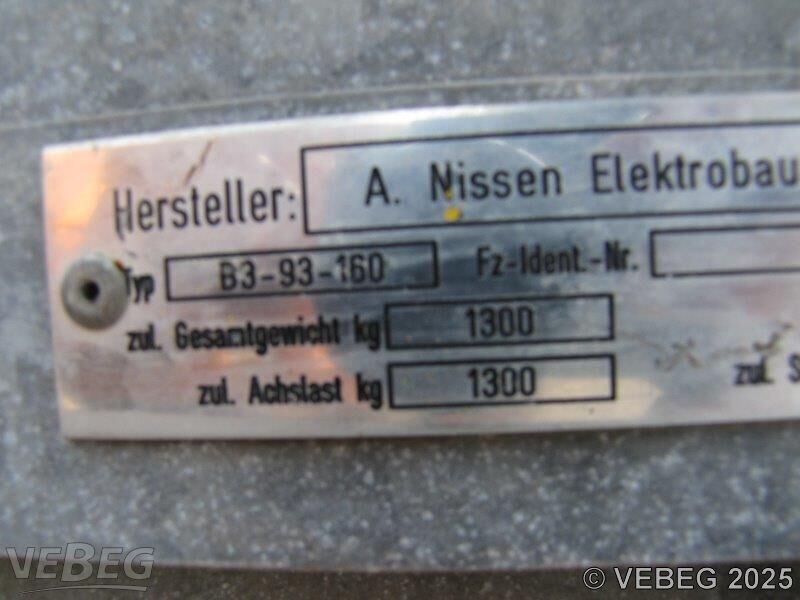 Hersteller: A. Nissen Elektrobau
Typ B3-93-160 Fz-Ident.-Nr.
zul. Gesamtgewicht kg 1300
zul. Achslast kg 1300 zul. S
VEBEG
© VEBEG 2025